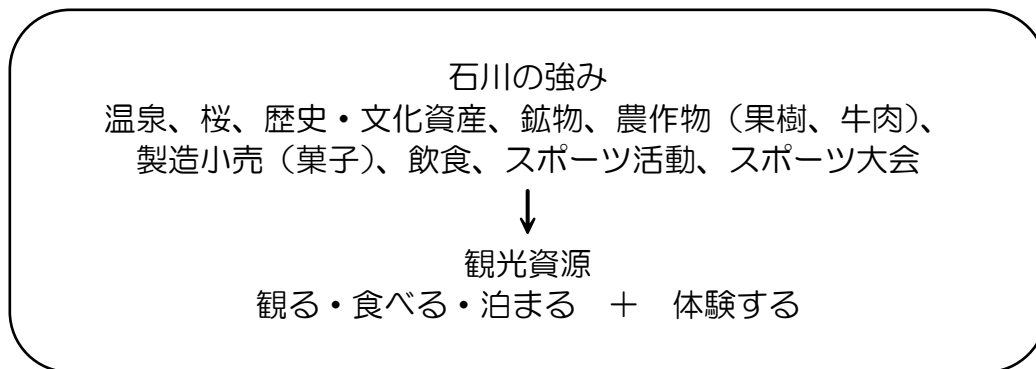 石川の強み
温泉、桜、歴史・文化資産、鉱物、農作物（果樹、牛肉）、
製造小売（菓子）、飲食、スポーツ活動、スポーツ大会
↓
観光資源
観る・食べる・泊まる　＋　体験する